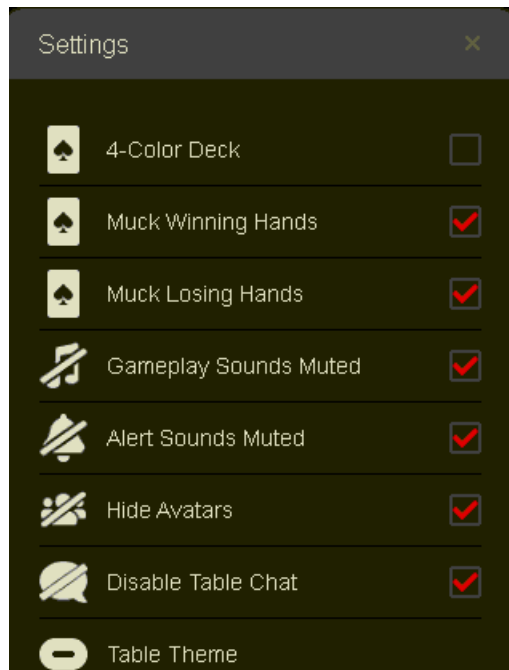 Settings
4-Color Deck
Muck Winning Hands
Muck Losing Hands
Gameplay Sounds Muted
Alert Sounds Muted
Hide Avatars
Disable Table Chat
Table Theme